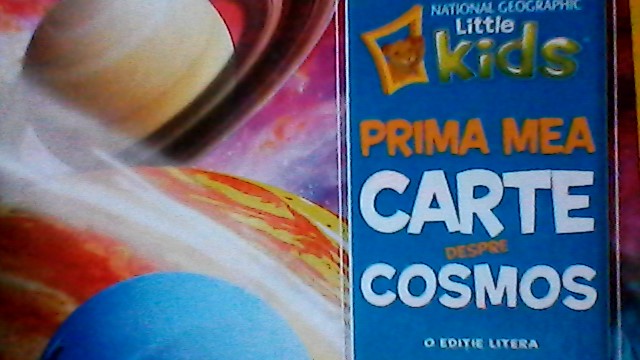 NATIONAL GEOGRAPHIC
Little
kids
PRIMA MEA
CARTE
DESPRE
COSMOS
O EDIȚIE LITERA